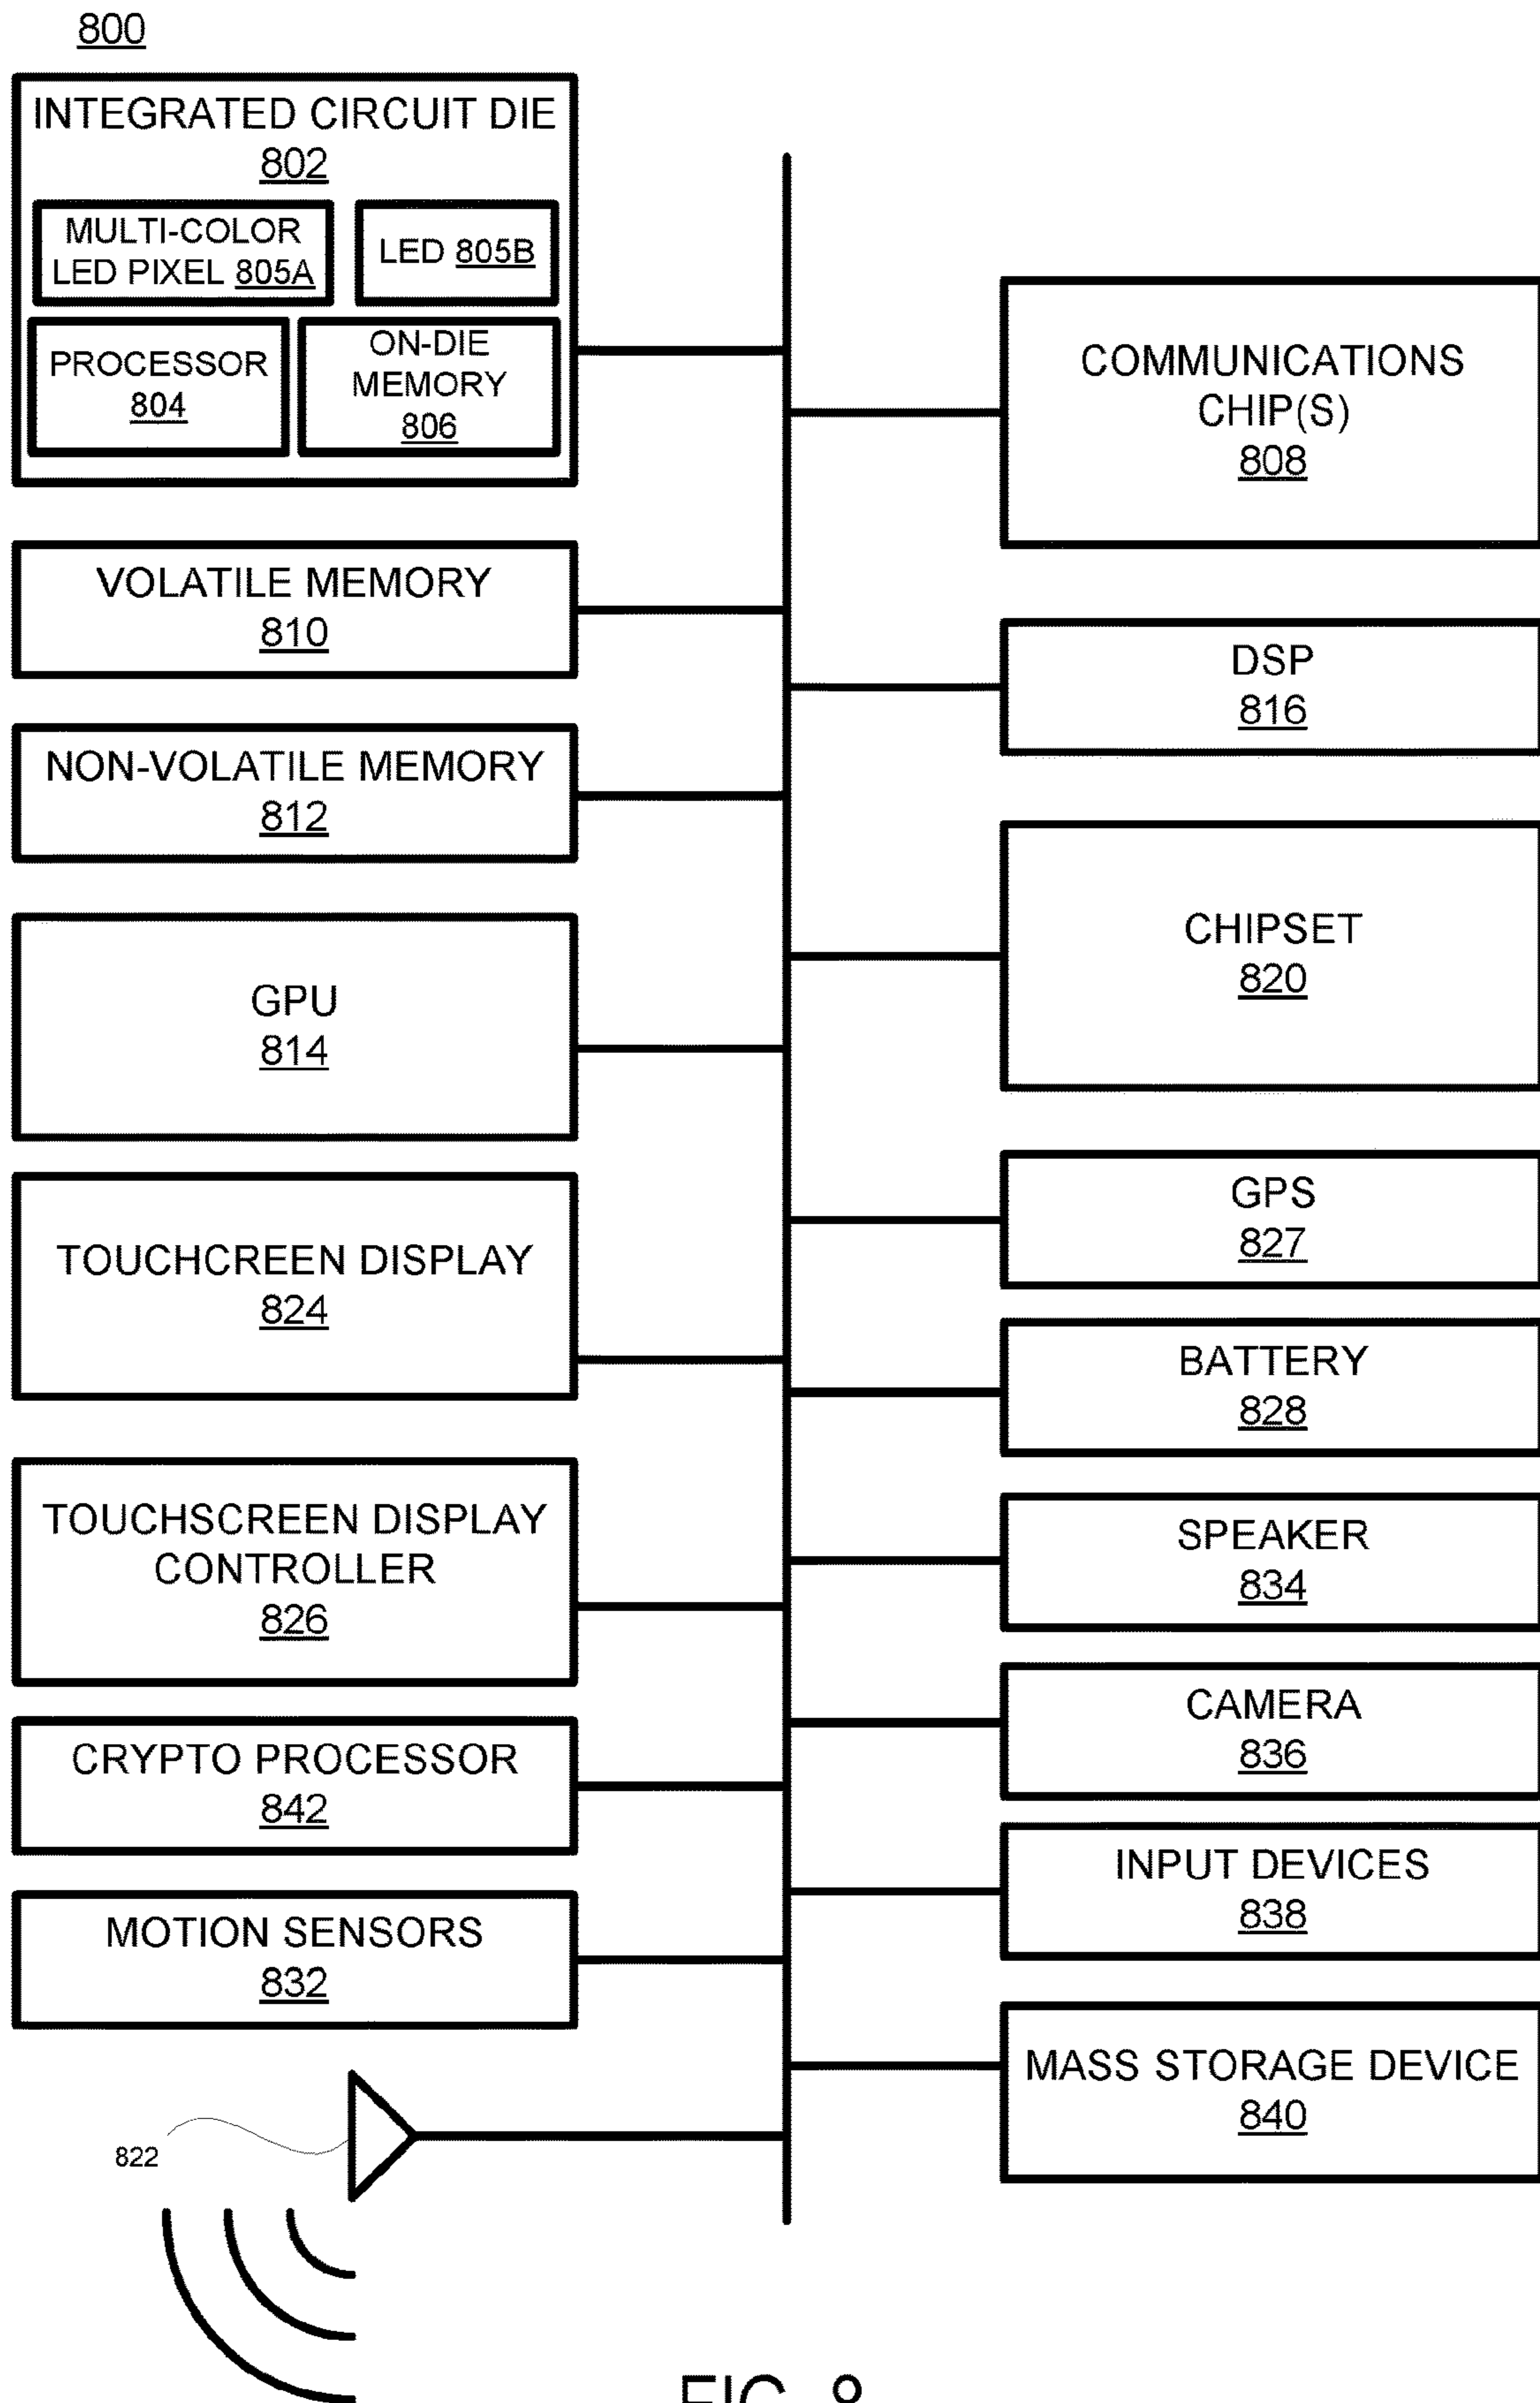 800
INTEGRATED CIRCUIT DIE
802
MULTI-COLOR
LED PIXEL 805A
LED 805B
PROCESSOR
804
ON-DIE
MEMORY
806
VOLATILE MEMORY
810
NON-VOLATILE MEMORY
812
GPU
814
TOUCHCREEN DISPLAY
824
TOUCHSCREEN DISPLAY
CONTROLLER
826
CRYPTO PROCESSOR
842
MOTION SENSORS
832
822
COMMUNICATIONS
CHIP(S)
808
DSP
816
CHIPSET
820
GPS
827
BATTERY
828
SPEAKER
834
CAMERA
836
INPUT DEVICES
838
MASS STORAGE DEVICE
840
FIG. 8